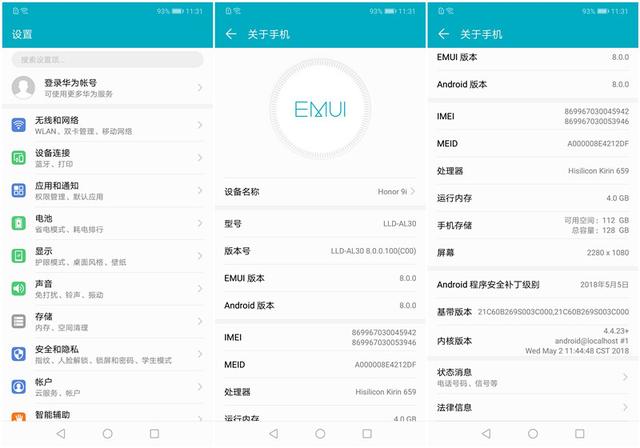 93% 11:31
设置
搜索设置项...
登录华为帐号
可使用更多华为服务
无线和网络
WLAN、双卡管理、移动网络
设备连接
蓝牙、打印
应用和通知
权限管理、默认应用
电池
省电模式、耗电排行
显示
护眼模式、桌面风格、壁纸
声音
免打扰、铃声、振动
存储
内存、空间清理
安全和隐私
指纹、人脸解锁、锁屏和密码、学生模式
帐户
云服务、帐户
智能辅助
93% 11:31
关于手机
EMUI
设备名称 Honor 9i
型号 LLD-AL30
版本号 LLD-AL30 8.0.0.100(C00)
EMUI 版本 8.0.0
Android 版本 8.0.0
IMEI 869967030045942
869967030053946
MEID A000008E4212DF
处理器 Hisilicon Kirin 659
运行内存 4.0 GB
93% 11:31
关于手机
EMUI 版本 8.0.0
Android 版本 8.0.0
IMEI 869967030045942
869967030053946
MEID A000008E4212DF
处理器 Hisilicon Kirin 659
运行内存 4.0 GB
手机存储 可用空间：112 GB
总容量：128 GB
屏幕 2280 x 1080
Android 程序安全补丁级别 2018年5月5日
基带版本 21C60B269S003C000,21C60B269S003C000
内核版本 4.4.23+
android@localhost #1
Wed May 2 11:44:48 CST 2018
状态消息
电话号码、信号等
法律信息